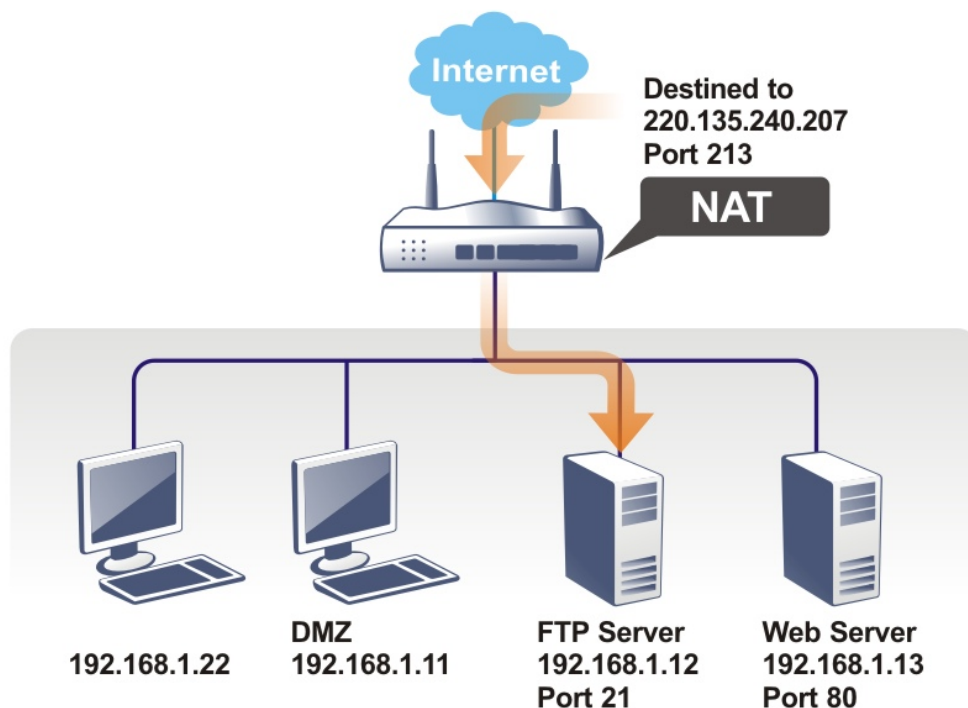 Internet
Destined to
220.135.240.207
Port 213
NAT
192.168.1.22
DMZ
192.168.1.11
FTP Server
192.168.1.12
Port 21
Web Server
192.168.1.13
Port 80